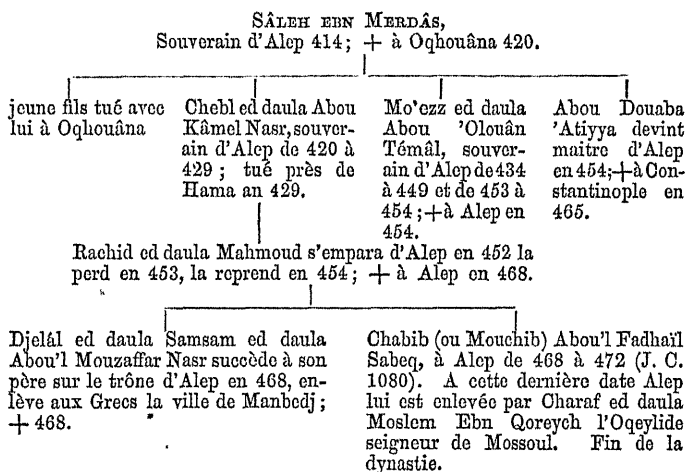 SÂLEH EBN MERDÂS,
Souverain d'Alep 414; + à Oqhouâna 420.
jeune fils tué avec
lui à Oqhouâna
Chebl ed daula Abou
Kâmel Nasr, souver-
ain d'Alep de 420 à
429; tué près de
Hama an 429.
Mo'ezz ed daula
Abou 'Olouân
Témâl, souver-
ain d'Alep de 434
à 449 et de 453 à
454; + à Alep en
454.
Abou Douaba
'Atiyya devint
maitre d'Alep
en 454; + à Con-
stantinople en
465.
Rachid ed daula Mahmoud s'empara d'Alep en 452 la
perd en 453, la reprend en 454; + à Alep en 468.
Djelâl ed daula Samsam ed daula
Abou'l Mouzaffar Nasr succède à son
père sur le trône d'Alep en 468, en-
lève aux Grecs la ville de Manbedj;
+ 468.
Chabib (ou Mouchib) Abou'l Fadhaïl
Sabeq, à Alep de 468 à 472 (J. C.
1080). A cette dernière date Alep
lui est enlevée par Charaf ed daula
Moslem Ebn Qoreych l'Oqeylide
seigneur de Mossoul. Fin de la
dynastie.